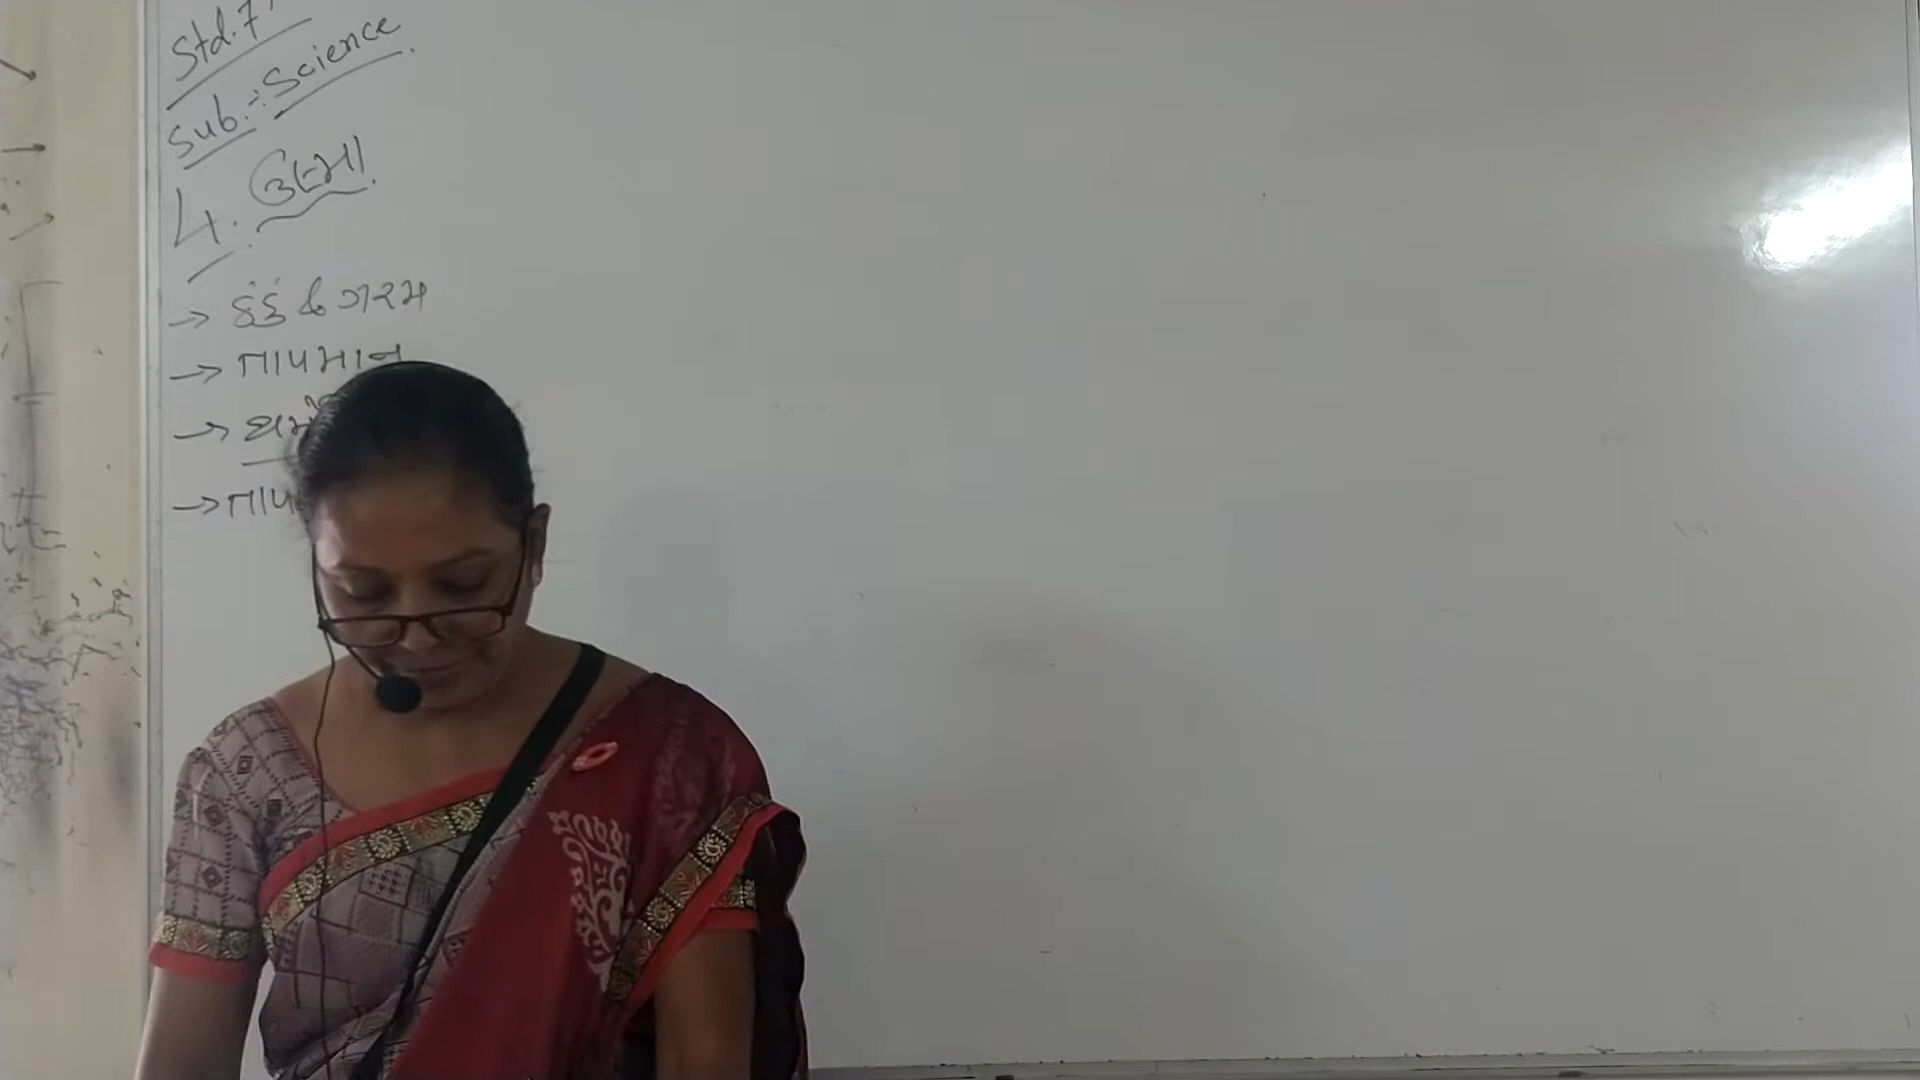 Std. 7
Sub.:- Science
4. ઉષ્મા
→ ઠંડું & ગરમ
→ તાપમાન
→
→ તાપ